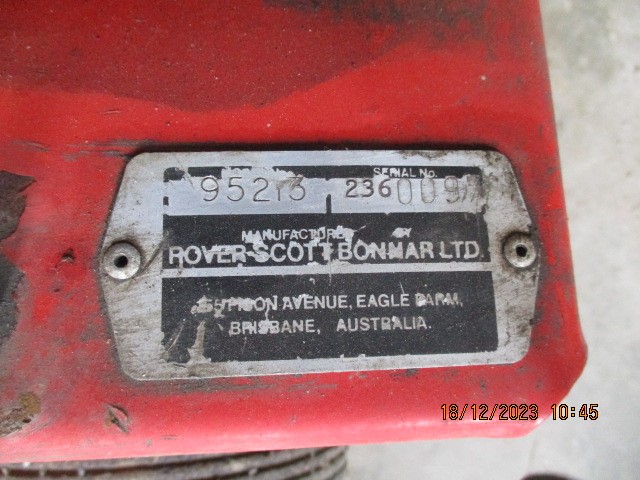 SERIAL No.
95213 236009
MANUFACTURED BY
ROVER-SCOTT BONNAR LTD.
AVENUE, EAGLE FARM,
BRISBANE, AUSTRALIA.
18/12/2023 10:45